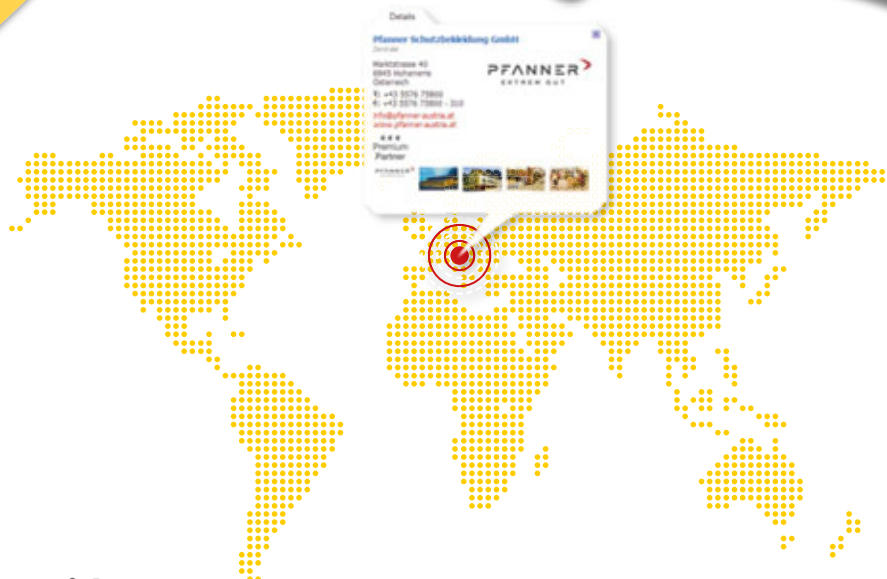 Details
Pfanner Schutzbekleidung GmbH
Zentrale
Marktstrasse 40
6845 Hohenems
Österreich
PFANNER
EXTREM GUT
T: +43 5576 75800
F: +43 5576 75800 - 310
info@pfanner-austria.at
www.pfanner-austria.at
Premium
Partner
PFANNER